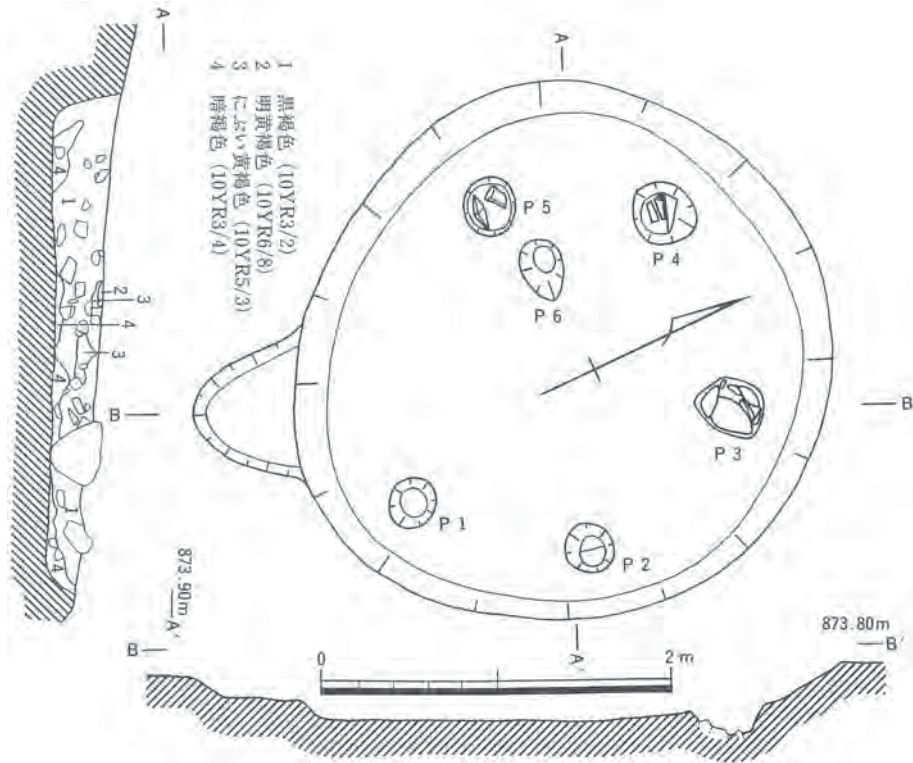 A
1 黒褐色 (10YR3/2)
2 明黄褐色 (10YR6/8)
3 にぶい黄褐色 (10YR5/3)
4 暗褐色 (10YR3/4)
4
1
2
3
4
3
4
1
4
873.90m
A'
A
P 5
P 4
P 6
P 3
P 1
P 2
B
B
A'
873.80m
B
B'
0
2 m